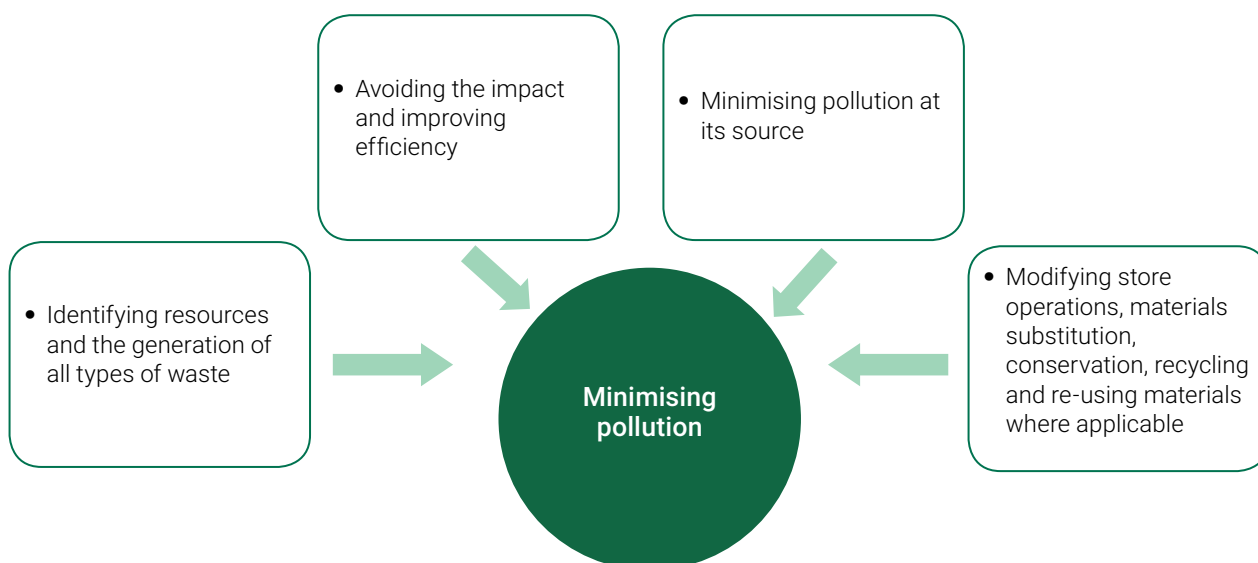 • Avoiding the impact
and improving
efficiency
• Minimising pollution at
its source
• Identifying resources
and the generation of
all types of waste
• Modifying store
operations, materials
substitution,
conservation, recycling
and re-using materials
where applicable
Minimising
pollution